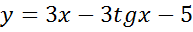 y = 3x − 3tgx − 5